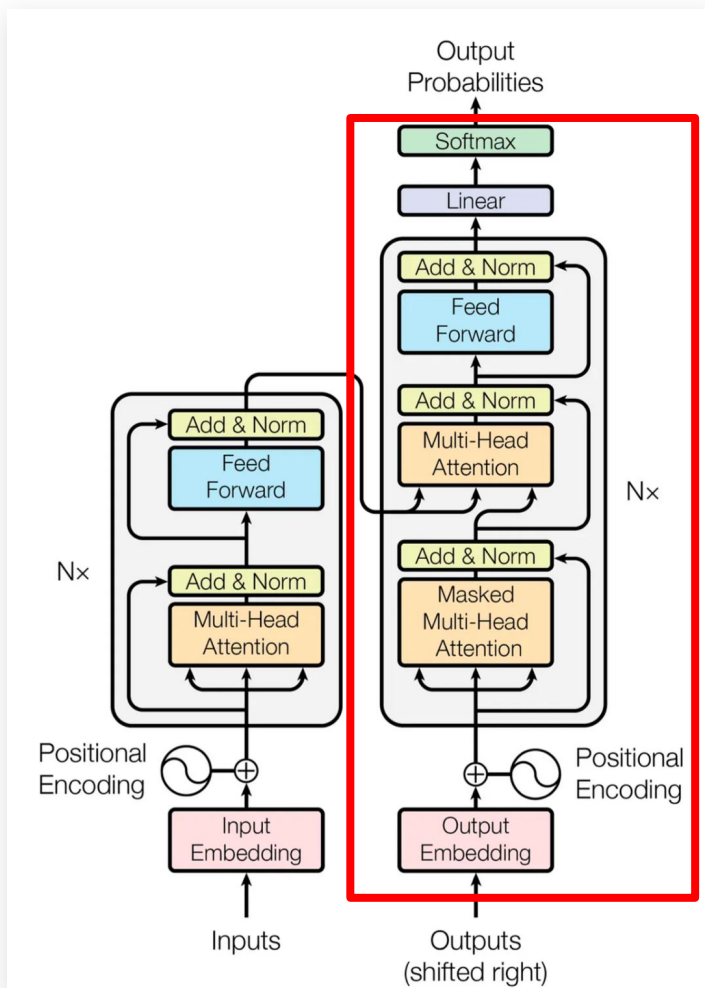 Output
Probabilities
Softmax
Linear
Add & Norm
Feed
Forward
Add & Norm
Multi-Head
Attention
Nx
Add & Norm
Masked
Multi-Head
Attention
Positional
Encoding
Output
Embedding
Outputs
(shifted right)
Add & Norm
Feed
Forward
Nx
Add & Norm
Multi-Head
Attention
Positional
Encoding
Input
Embedding
Inputs